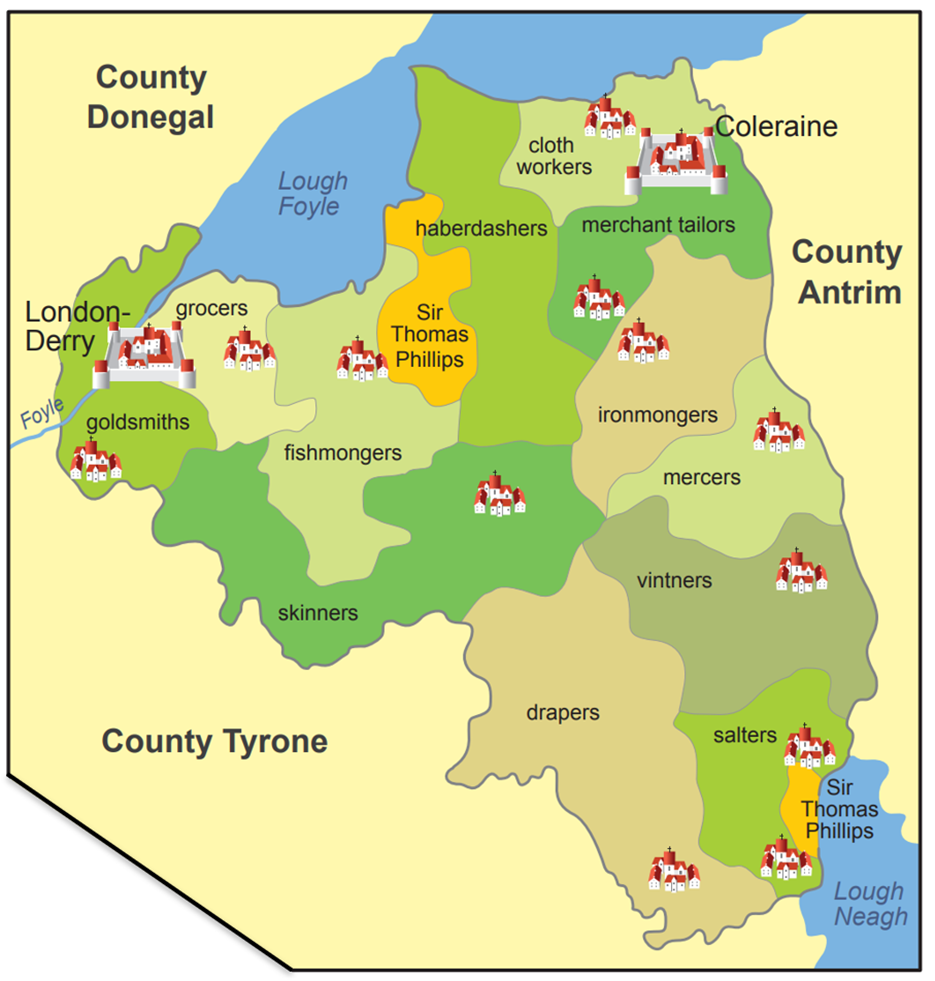 County
Donegal
Lough
Foyle
cloth
workers
Coleraine
haberdashers
merchant tailors
County
Antrim
London-
Derry
grocers
Sir
Thomas
Phillips
Foyle
goldsmiths
ironmongers
fishmongers
mercers
vintners
skinners
drapers
County Tyrone
salters
Sir
Thomas
Phillips
Lough
Neagh